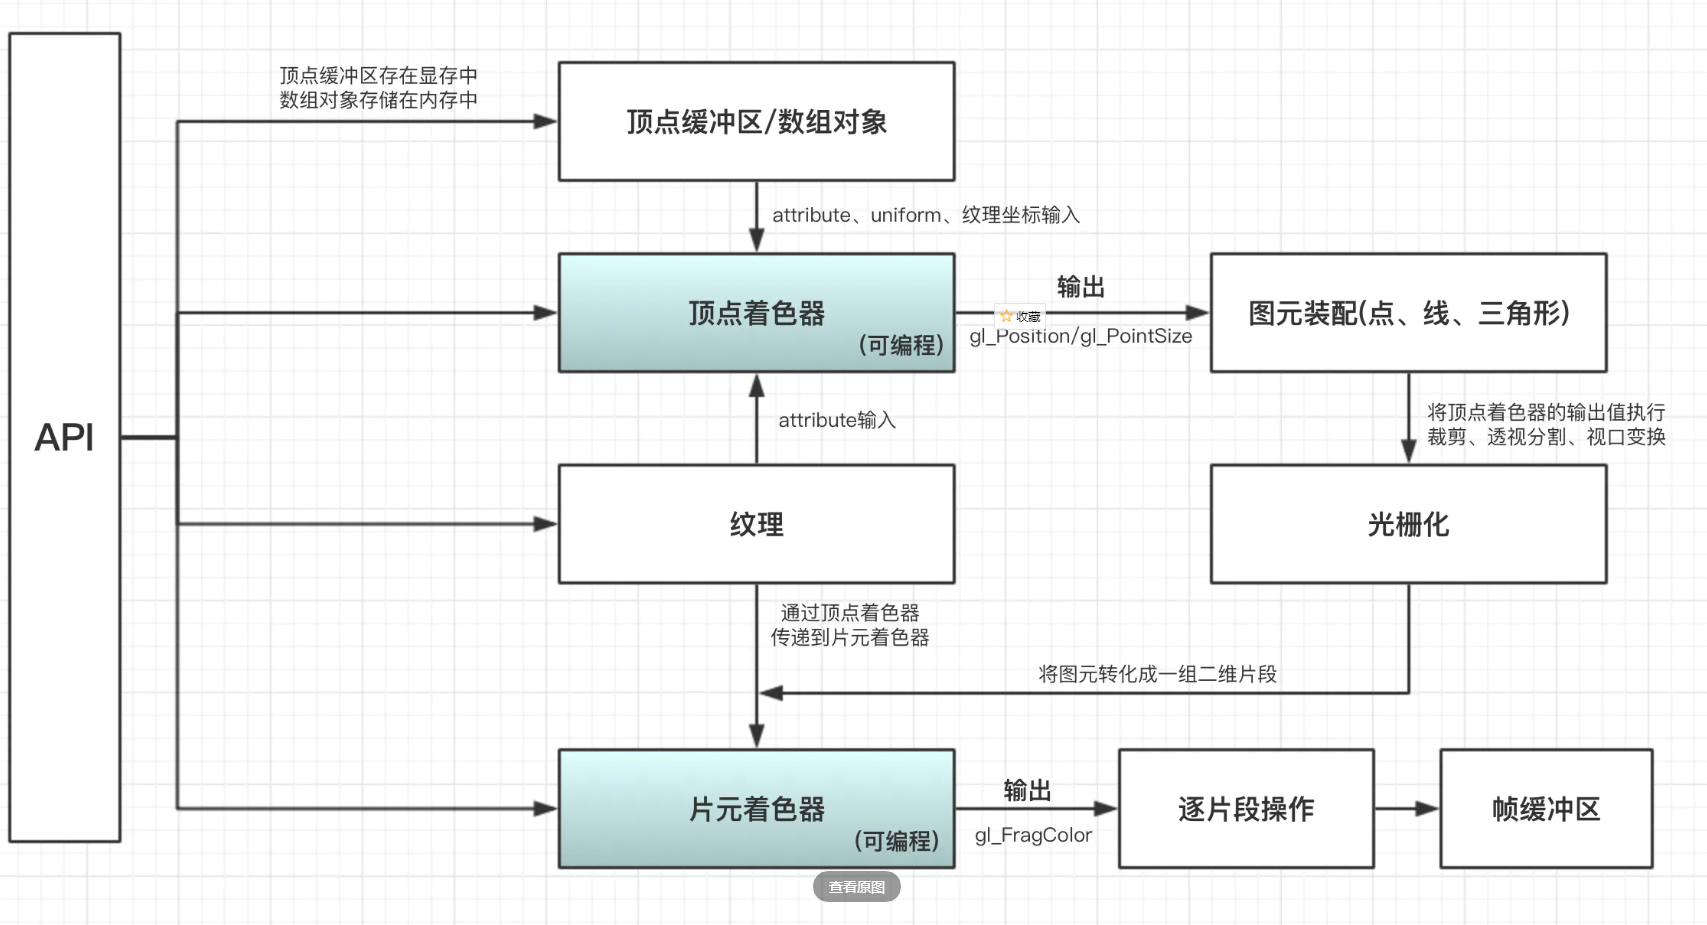 API
顶点缓冲区存在显存中
数组对象存储在内存中
顶点缓冲区/数组对象
attribute、uniform、纹理坐标输入
顶点着色器
(可编程)
输出
收藏
gl_Position/gl_PointSize
图元装配(点、线、三角形)
attribute输入
将顶点着色器的输出值执行
裁剪、透视分割、视口变换
纹理
光栅化
通过顶点着色器
传递到片元着色器
将图元转化成一组二维片段
片元着色器
(可编程)
输出
gl_FragColor
逐片段操作
帧缓冲区
查看原图